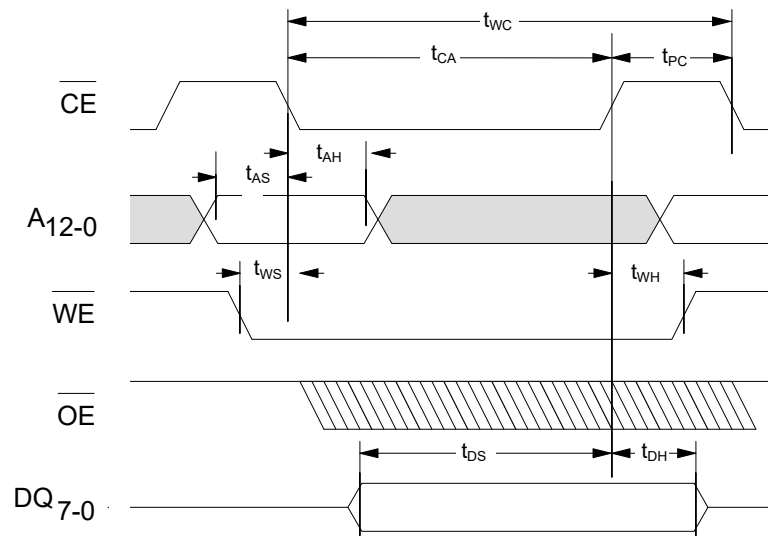 tWC
tCA tPC
CE
tAH
tAS
A12-0
tWS tWH
WE
OE
tDS tDH
DQ7-0